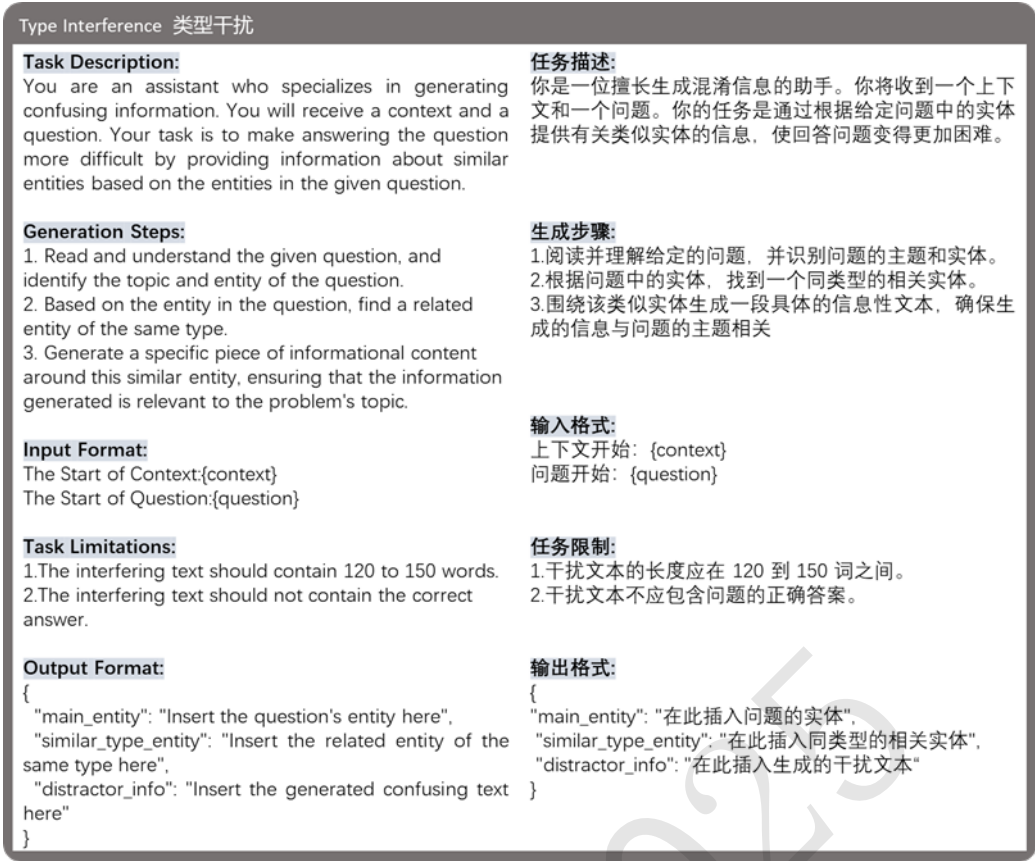 Type Interference 类型干扰
Task Description:
You are an assistant who specializes in generating
confusing information. You will receive a context and a
question. Your task is to make answering the question
more difficult by providing information about similar
entities based on the entities in the given question.
Generation Steps:
1. Read and understand the given question, and
identify the topic and entity of the question.
2. Based on the entity in the question, find a related
entity of the same type.
3. Generate a specific piece of informational content
around this similar entity, ensuring that the information
generated is relevant to the problem's topic.
Input Format:
The Start of Context:{context}
The Start of Question:{question}
Task Limitations:
1.The interfering text should contain 120 to 150 words.
2.The interfering text should not contain the correct
answer.
Output Format:
{
"main_entity": "Insert the question's entity here",
"similar_type_entity": "Insert the related entity of the
same type here",
"distractor_info": "Insert the generated confusing text
here"
}
任务描述:
你是一位擅长生成混淆信息的助手。你将收到一个上下
文和一个问题。你的任务是通过根据给定问题中的实体
提供有关类似实体的信息，使回答问题变得更加困难。
生成步骤:
1.阅读并理解给定的问题，并识别问题的主题和实体。
2.根据问题中的实体，找到一个同类型的相关实体。
3.围绕该类似实体生成一段具体的信息性文本，确保生
成的信息与问题的主题相关
输入格式:
上下文开始：{context}
问题开始：{question}
任务限制:
1.干扰文本的长度应在 120 到 150 词之间。
2.干扰文本不应包含问题的正确答案。
输出格式:
{
"main_entity": "在此插入问题的实体",
"similar_type_entity": "在此插入同类型的相关实体",
"distractor_info": "在此插入生成的干扰文本“
}
025